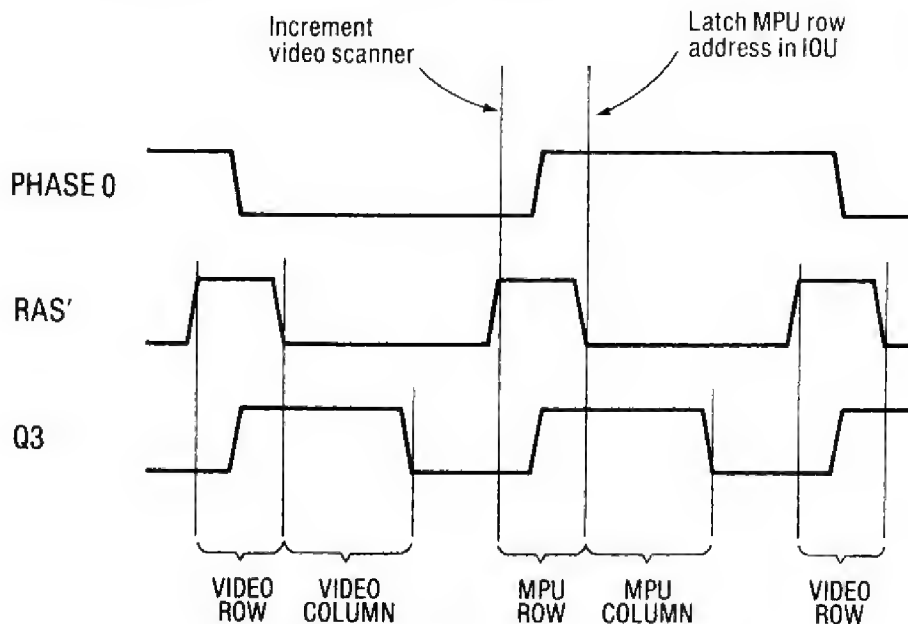 Increment
video scanner
Latch MPU row
address in IOU
PHASE 0
RAS'
Q3
VIDEO
ROW
VIDEO
COLUMN
MPU
ROW
MPU
COLUMN
VIDEO
ROW